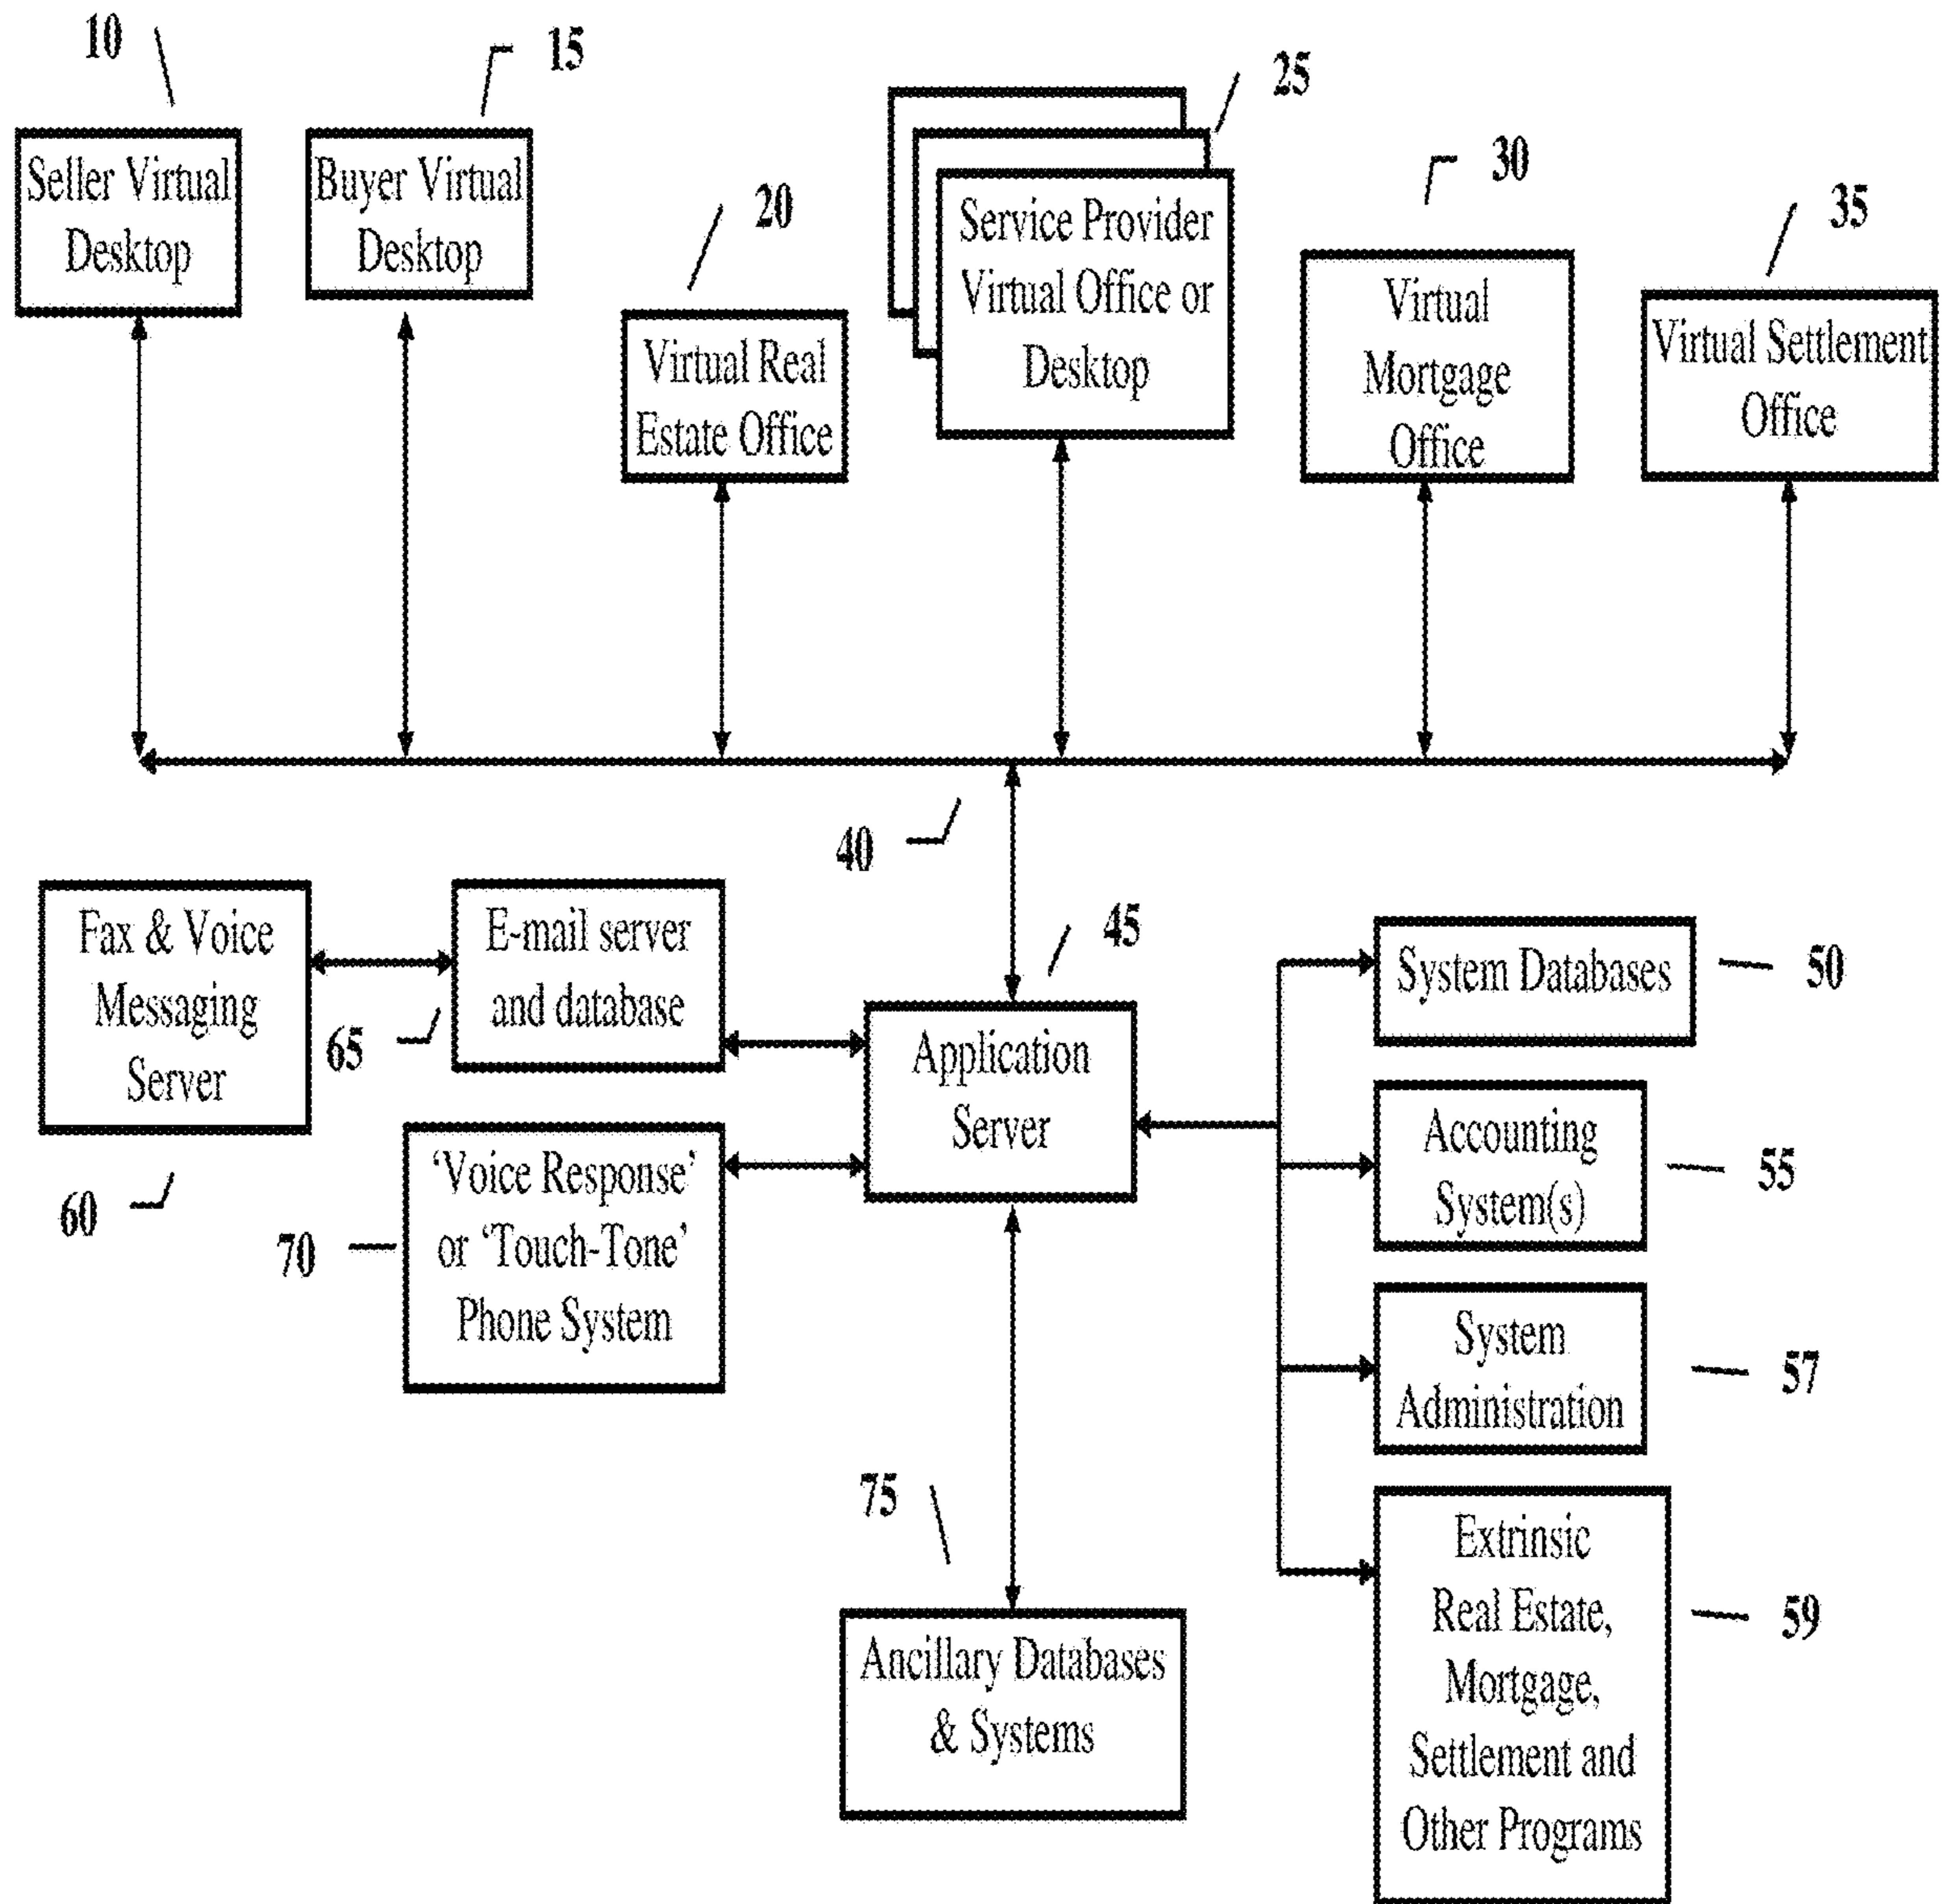 10
15
25
30
20
35
Seller Virtual
Desktop
Buyer Virtual
Desktop
Virtual Real
Estate Office
Service Provider
Virtual Office or
Desktop
Virtual
Mortgage
Office
Virtual Settlement
Office
40
45
Fax & Voice
Messaging
Server
60
E-mail server
and database
65
'Voice Response'
or 'Touch-Tone'
Phone System
70
Application
Server
System Databases
50
Accounting
System(s)
55
System
Administration
57
Extrinsic
Real Estate,
Mortgage,
Settlement and
Other Programs
59
75
Ancillary Databases
& Systems